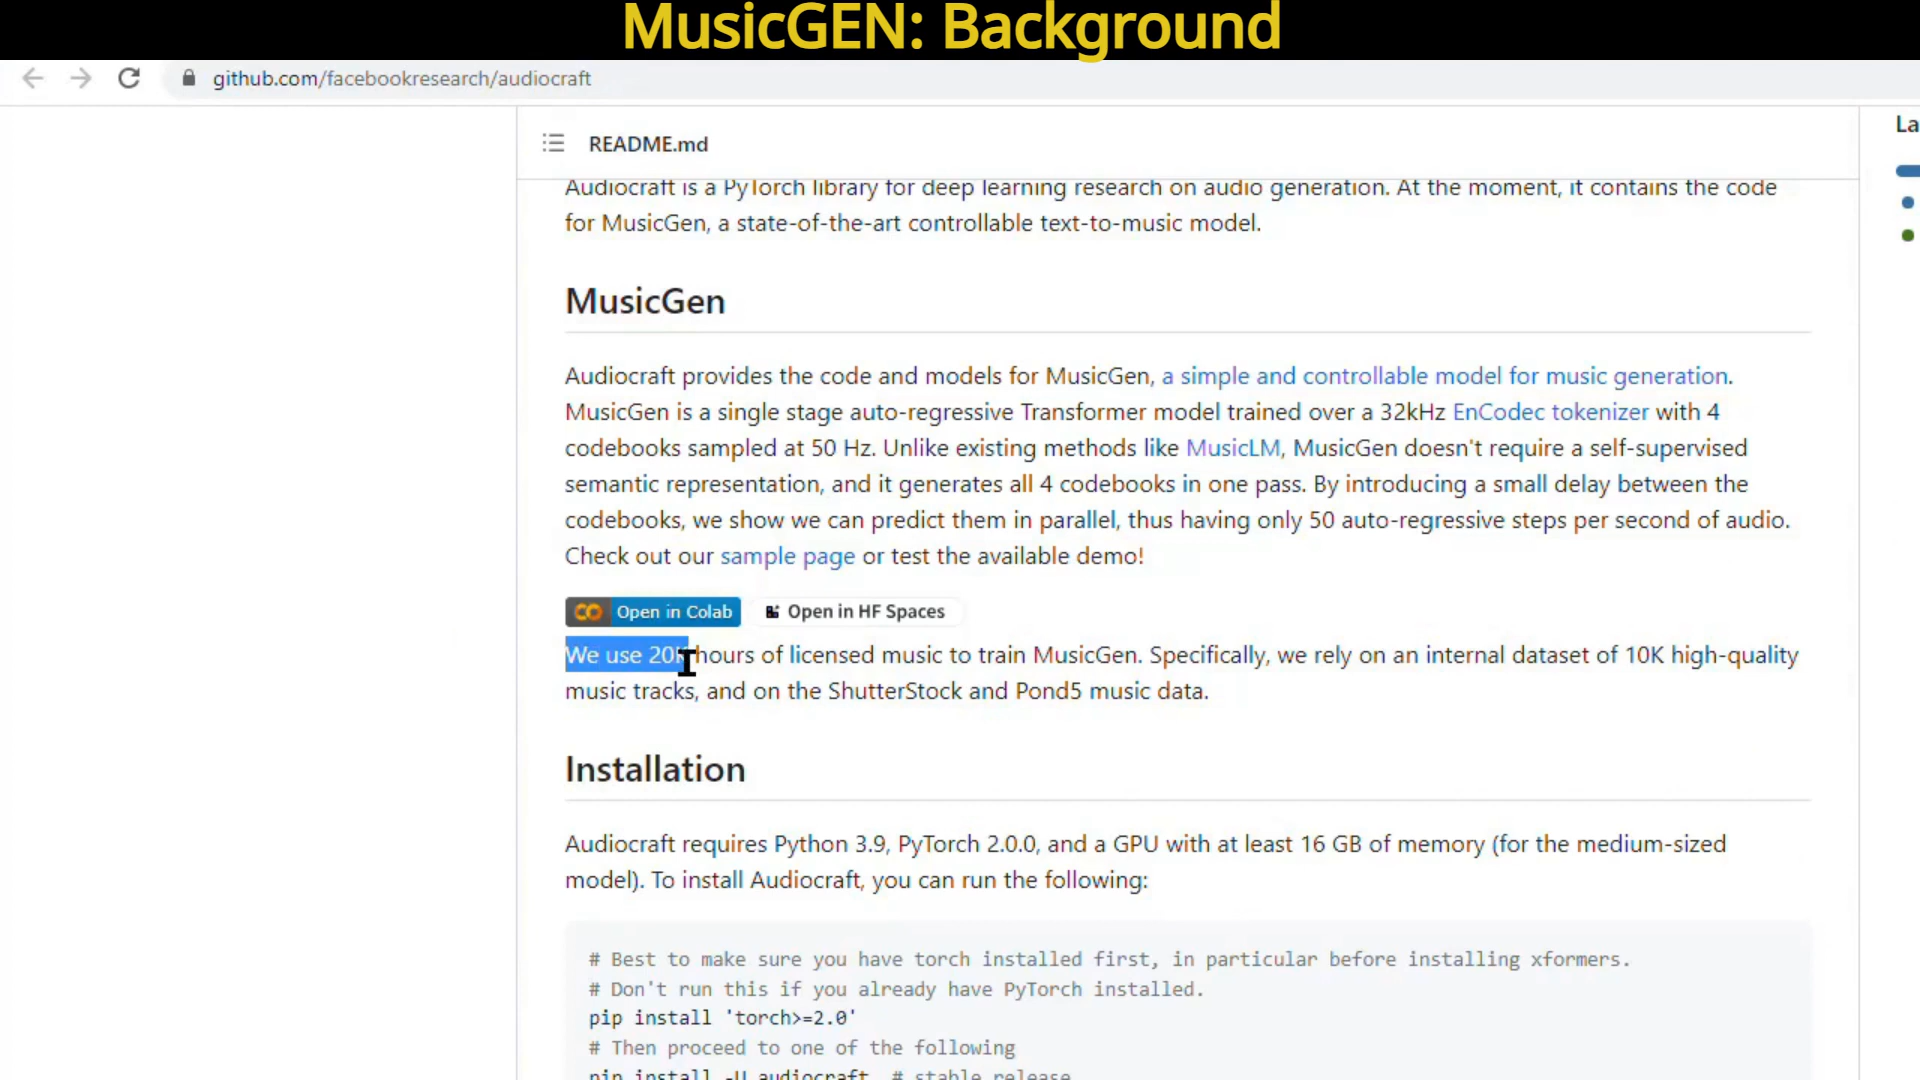 MusicGEN: Background
github.com/facebookresearch/audiocraft
README.md
La
Audiocraft is a PyTorch library for deep learning research on audio generation. At the moment, it contains the code
for MusicGen, a state-of-the-art controllable text-to-music model.
MusicGen
Audiocraft provides the code and models for MusicGen, a simple and controllable model for music generation.
MusicGen is a single stage auto-regressive Transformer model trained over a 32kHz EnCodec tokenizer with 4
codebooks sampled at 50 Hz. Unlike existing methods like MusicLM, MusicGen doesn't require a self-supervised
semantic representation, and it generates all 4 codebooks in one pass. By introducing a small delay between the
codebooks, we show we can predict them in parallel, thus having only 50 auto-regressive steps per second of audio.
Check out our sample page or test the available demo!
Open in Colab Open in HF Spaces
We use 20K hours of licensed music to train MusicGen. Specifically, we rely on an internal dataset of 10K high-quality
music tracks, and on the ShutterStock and Pond5 music data.
Installation
Audiocraft requires Python 3.9, PyTorch 2.0.0, and a GPU with at least 16 GB of memory (for the medium-sized
model). To install Audiocraft, you can run the following:
# Best to make sure you have torch installed first, in particular before installing xformers.
# Don't run this if you already have PyTorch installed.
pip install 'torch>=2.0'
# Then proceed to one of the following
pip install -U audiocraft # stable release